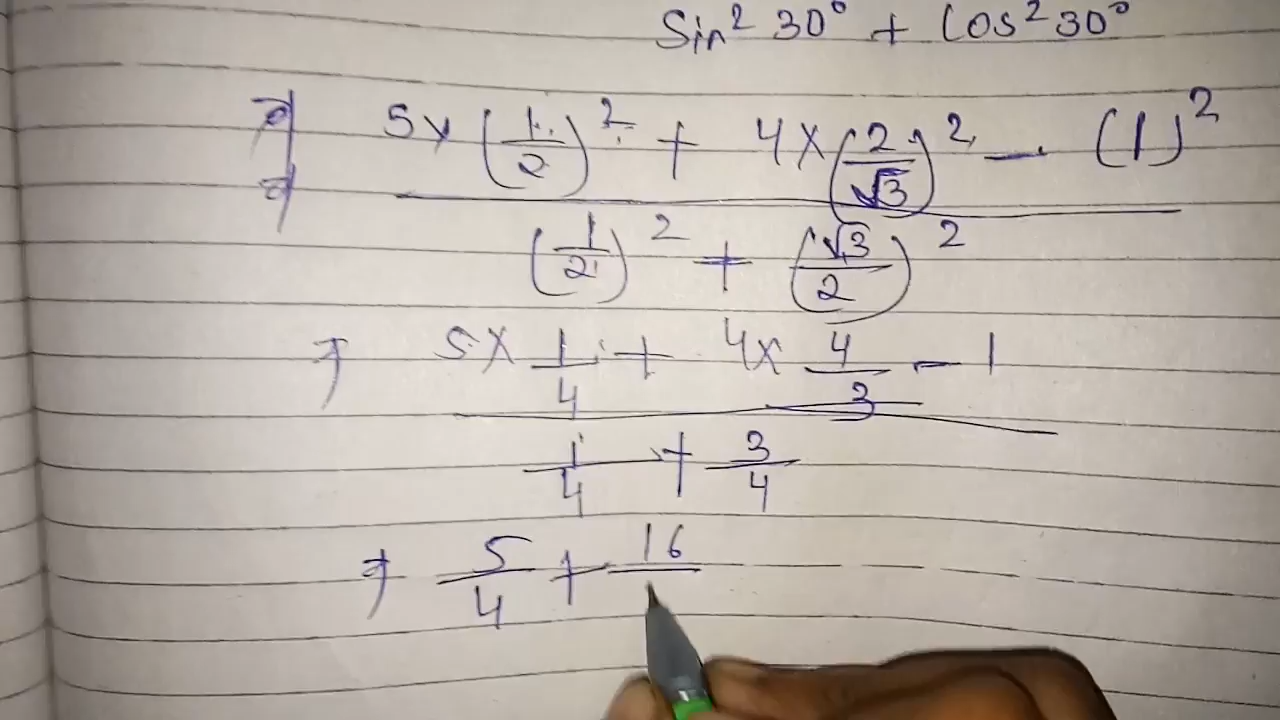 Sin² 30° + Cos² 30°
⇒ 5 × (1/2)² + 4 × (2/√3)² - (1)²
⇒
(1/2)² + (√3/2)²
⇒ 5 × 1/4 + 4 × 4/3 - 1
1/4 + 3/4
⇒ 5/4 + 16/